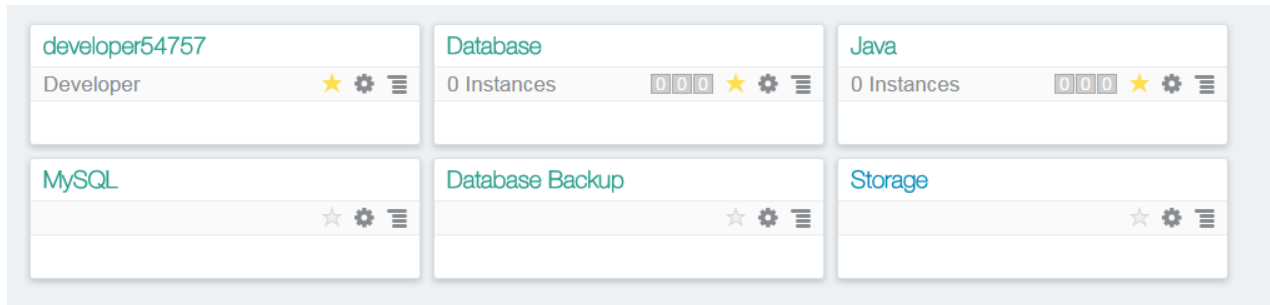 developer54757
Developer
Database
0 Instances 0 0 0
Java
0 Instances 0 0 0
MySQL
Database Backup
Storage